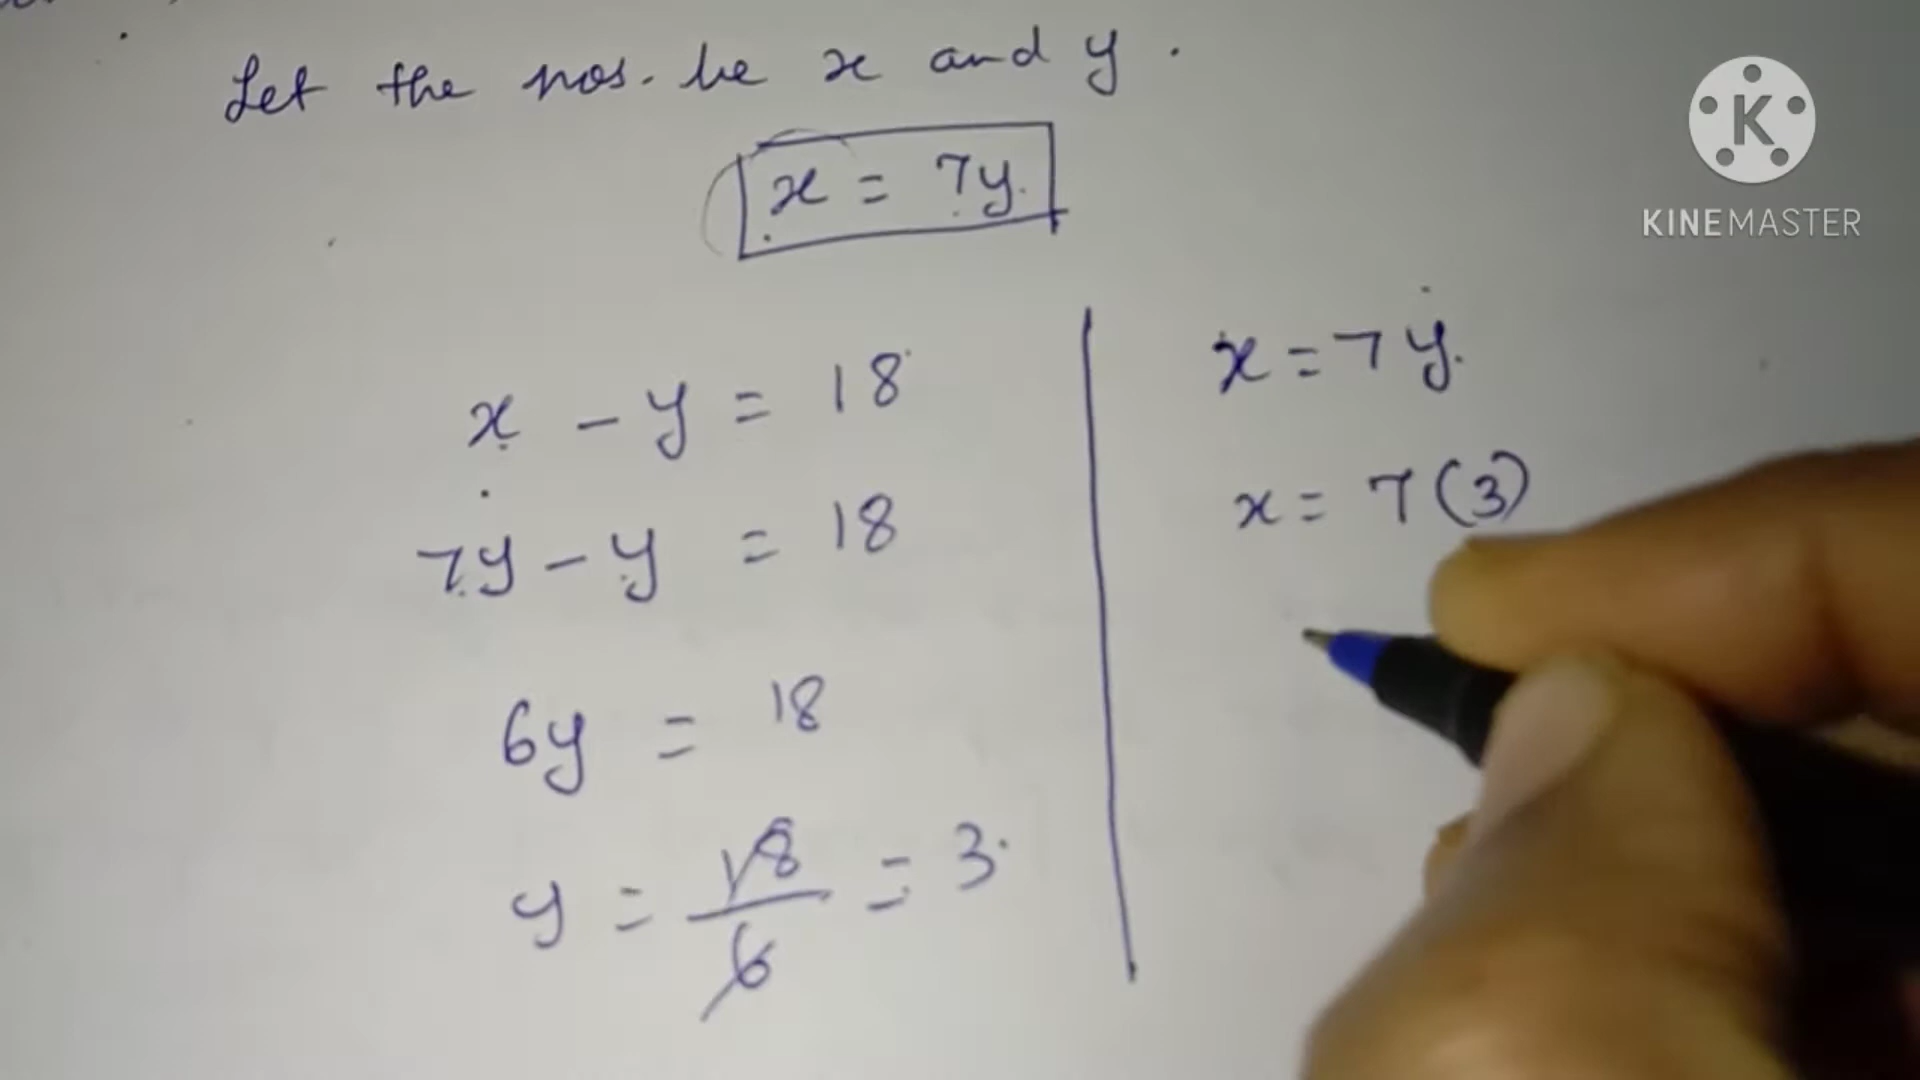 Let the nos. be x and y.
x = 7y.
x - y = 18
7y - y = 18
6y = 18
y = 18/6 = 3.
x = 7y.
x = 7(3)
K
KINEMASTER